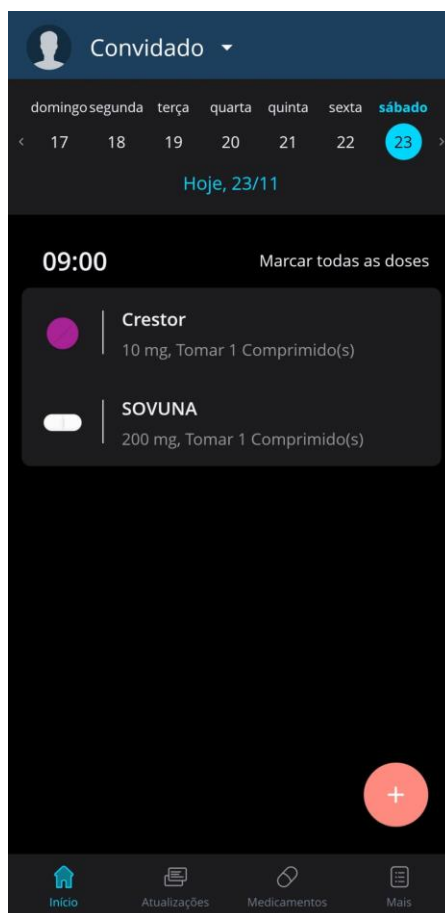 Convidado
domingo segunda terça quarta quinta sexta sábado
< 17 18 19 20 21 22 23 >
Hoje, 23/11
09:00 Marcar todas as doses
Crestor
10 mg, Tomar 1 Comprimido(s)
SOVUNA
200 mg, Tomar 1 Comprimido(s)
+
Início Atualizações Medicamentos Mais